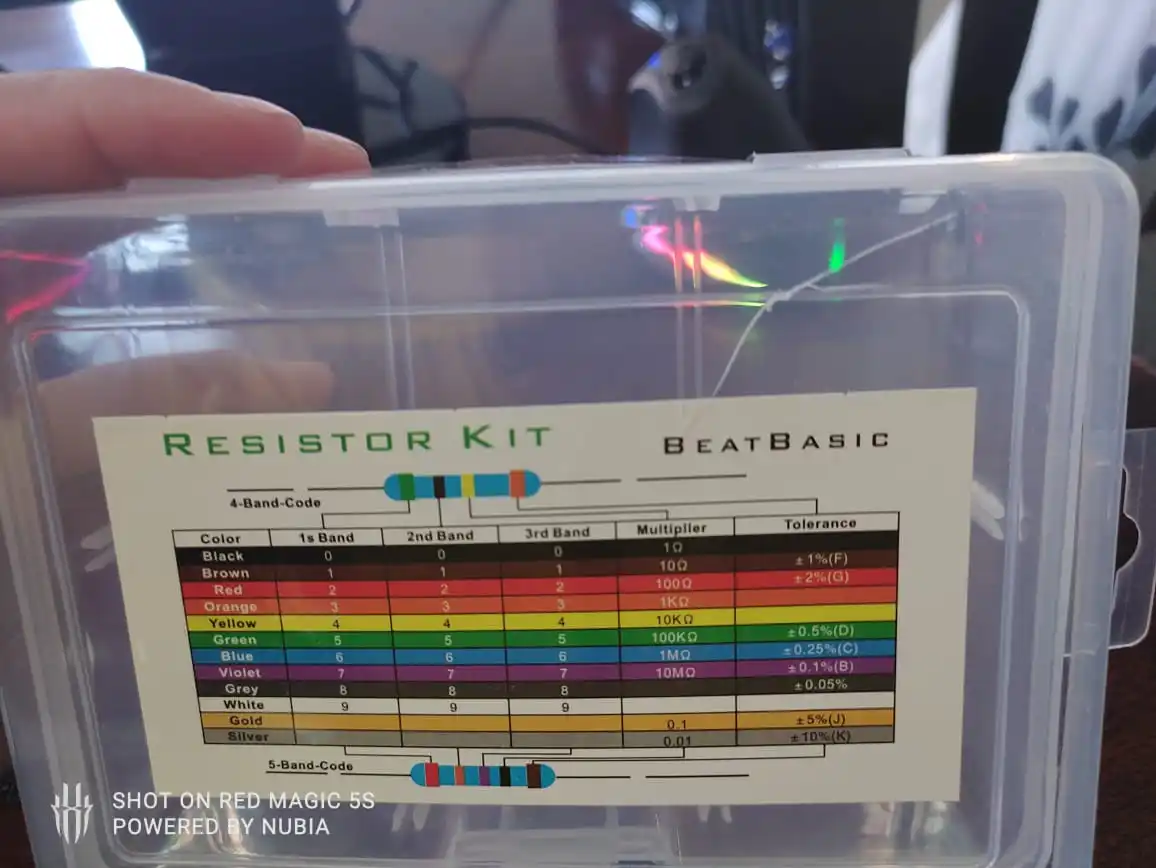 RESISTOR KIT
BEATBASIC
4-Band-Code
Color 1s Band 2nd Band 3rd Band Multiplier Tolerance
Black 0 0 0 1Ω
Brown 1 1 1 10Ω ±1%(F)
Red 2 2 2 100Ω ±2%(G)
Orange 3 3 3 1KΩ
Yellow 4 4 4 10KΩ
Green 5 5 5 100KΩ ±0.5%(D)
Blue 6 6 6 1MΩ ±0.25%(C)
Violet 7 7 7 10MΩ ±0.1%(B)
Grey 8 8 8 ±0.05%
White 9 9 9
Gold 0.1 ±5%(J)
Silver 0.01 ±10%(K)
5-Band-Code
SHOT ON RED MAGIC 5S
POWERED BY NUBIA